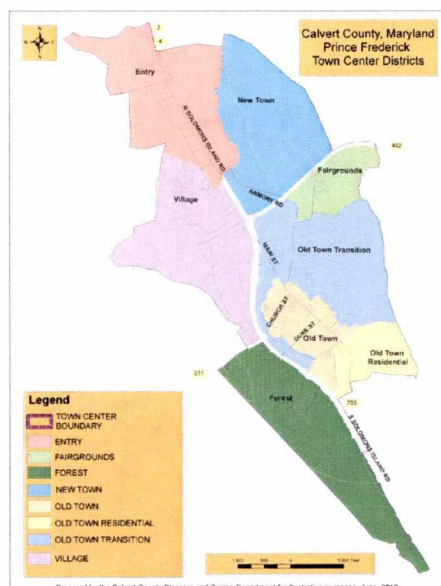 Calvert County, Maryland
Prince Frederick
Town Center Districts
2
4
Entry
New Town
N SOLOMONS ISLAND RD
402
Fairgrounds
ARMORY RD
Village
MAIN ST
Old Town Transition
CHURCH ST
DUKE ST
Old Town
Old Town
Residential
231
765
Forest
S SOLOMONS ISLAND RD
Legend
TOWN CENTER
BOUNDARY
ENTRY
FAIRGROUNDS
FOREST
NEW TOWN
OLD TOWN
OLD TOWN RESIDENTIAL
OLD TOWN TRANSITION
VILLAGE